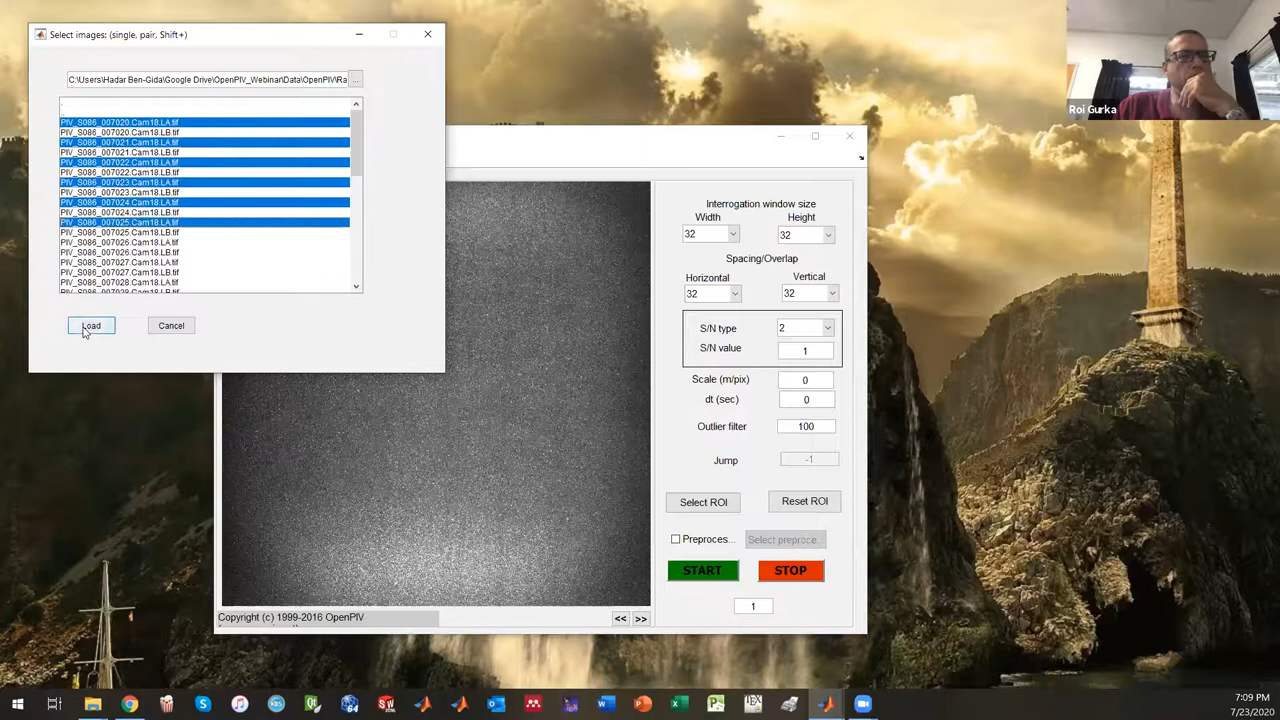 Select images: (single, pair, Shift+)
C:\Users\Hadar Ben-Gida\Google Drive\OpenPIV_Webinar\Data\OpenPIV\Ra
...
.
..
PIV_S086_007020.Cam18.LA.tif
PIV_S086_007020.Cam18.LB.tif
PIV_S086_007021.Cam18.LA.tif
PIV_S086_007021.Cam18.LB.tif
PIV_S086_007022.Cam18.LA.tif
PIV_S086_007022.Cam18.LB.tif
PIV_S086_007023.Cam18.LA.tif
PIV_S086_007023.Cam18.LB.tif
PIV_S086_007024.Cam18.LA.tif
PIV_S086_007024.Cam18.LB.tif
PIV_S086_007025.Cam18.LA.tif
PIV_S086_007025.Cam18.LB.tif
PIV_S086_007026.Cam18.LA.tif
PIV_S086_007026.Cam18.LB.tif
PIV_S086_007027.Cam18.LA.tif
PIV_S086_007027.Cam18.LB.tif
PIV_S086_007028.Cam18.LA.tif
PIV_S086_007028.Cam18.LB.tif
Load
Cancel
Roi Gurka
Interrogation window size
Width Height
32 32
Spacing/Overlap
Horizontal Vertical
32 32
S/N type 2
S/N value 1
Scale (m/pix) 0
dt (sec) 0
Outlier filter 100
Jump -1
Select ROI Reset ROI
Preproces... Select preproce...
START STOP
1
Copyright (c) 1999-2016 OpenPIV
<< >>
7:09 PM
7/23/2020